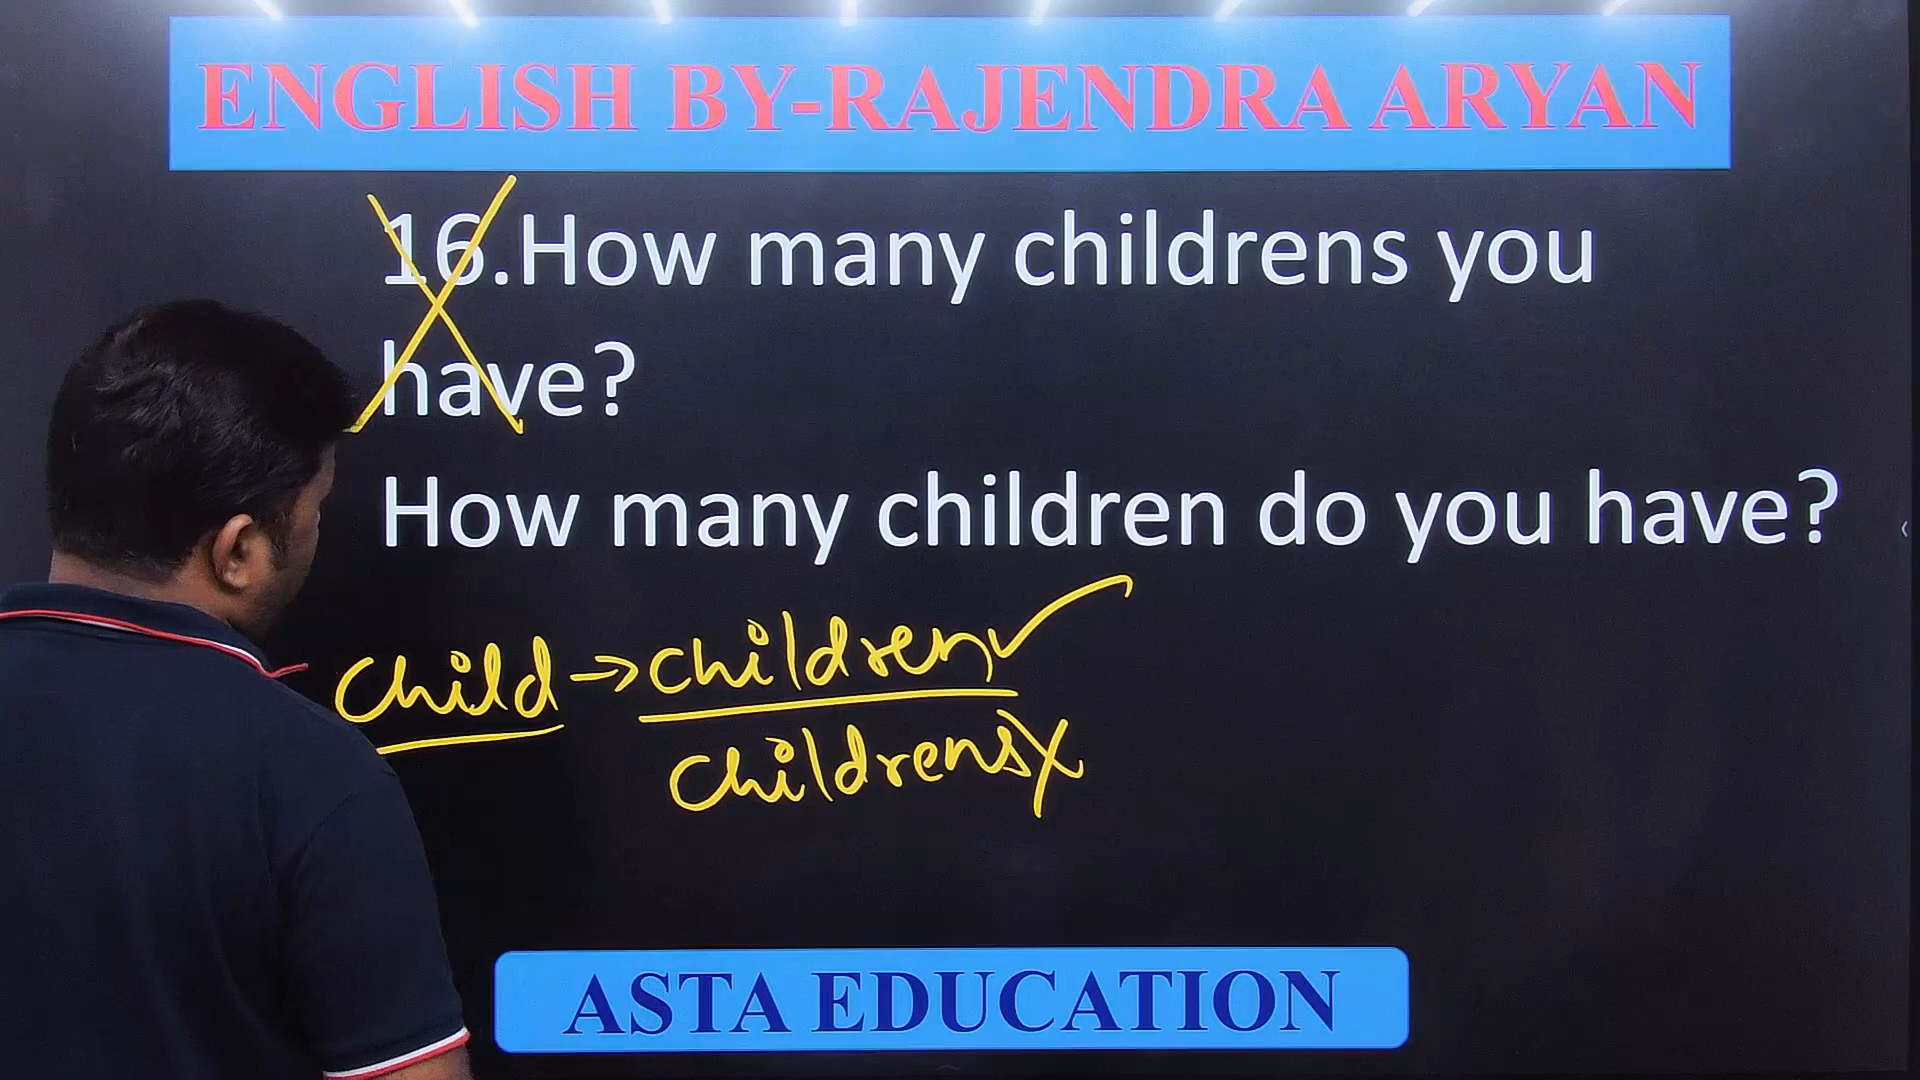 ENGLISH BY-RAJENDRA ARYAN
16.How many childrens you
have?
How many children do you have?
child → children ✓
childrens X
ASTA EDUCATION